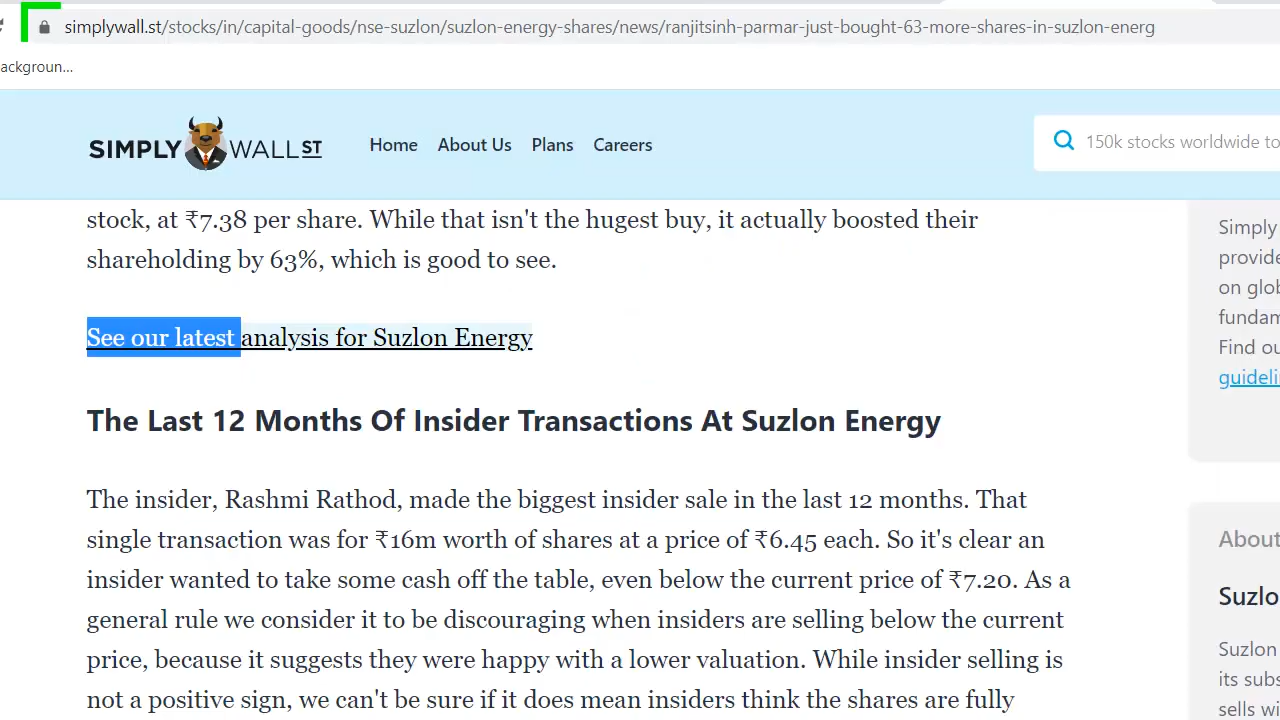 simplywall.st/stocks/in/capital-goods/nse-suzlon/suzlon-energy-shares/news/ranjitsinh-parmar-just-bought-63-more-shares-in-suzlon-energ
ackgroun...
SIMPLY WALL ST
Home About Us Plans Careers
150k stocks worldwide to
stock, at ₹7.38 per share. While that isn't the hugest buy, it actually boosted their
shareholding by 63%, which is good to see.
See our latest analysis for Suzlon Energy
The Last 12 Months Of Insider Transactions At Suzlon Energy
The insider, Rashmi Rathod, made the biggest insider sale in the last 12 months. That
single transaction was for ₹16m worth of shares at a price of ₹6.45 each. So it's clear an
insider wanted to take some cash off the table, even below the current price of ₹7.20. As a
general rule we consider it to be discouraging when insiders are selling below the current
price, because it suggests they were happy with a lower valuation. While insider selling is
not a positive sign, we can't be sure if it does mean insiders think the shares are fully
Simply
provide
on glob
fundam
Find ou
guideli
About
Suzlo
Suzlon
its subs
sells wi